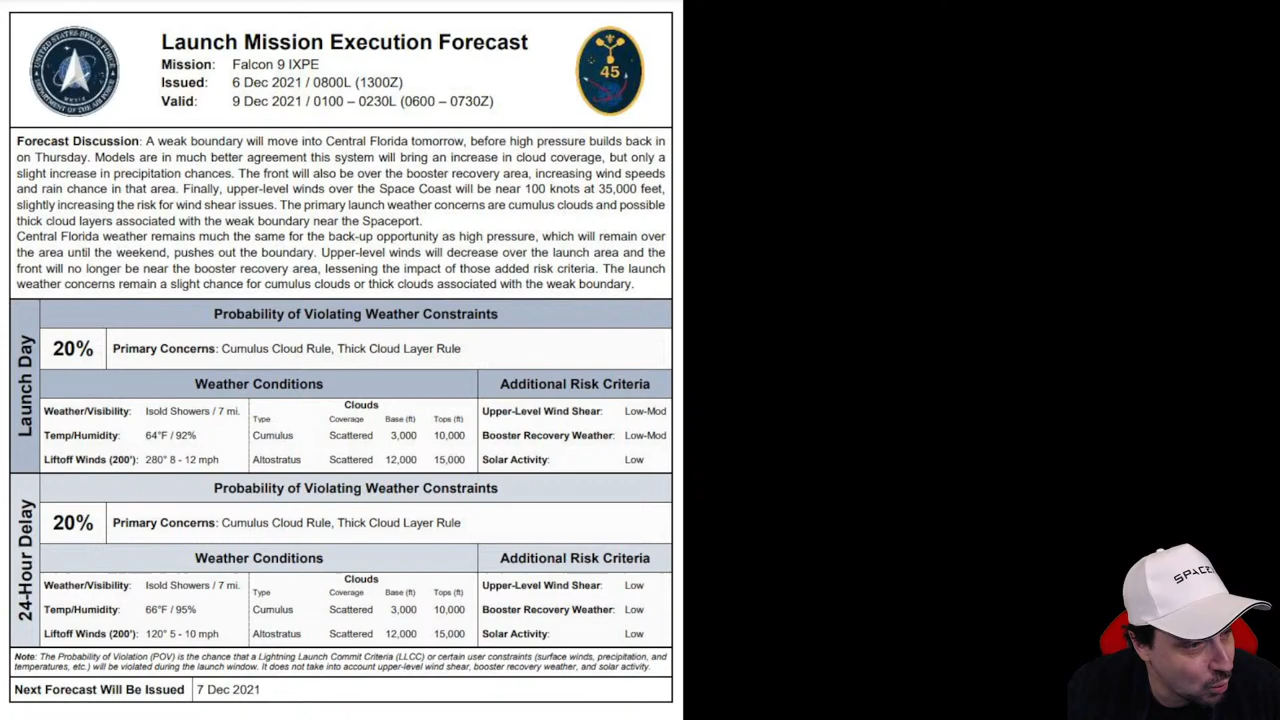 Launch Mission Execution Forecast
Mission: Falcon 9 IXPE
Issued: 6 Dec 2021 / 0800L (1300Z)
Valid: 9 Dec 2021 / 0100 – 0230L (0600 – 0730Z)
UNITED STATES SPACE FORCE
DEPARTMENT OF THE AIR FORCE
45
Forecast Discussion: A weak boundary will move into Central Florida tomorrow, before high pressure builds back in
on Thursday. Models are in much better agreement this system will bring an increase in cloud coverage, but only a
slight increase in precipitation chances. The front will also be over the booster recovery area, increasing wind speeds
and rain chance in that area. Finally, upper-level winds over the Space Coast will be near 100 knots at 35,000 feet,
slightly increasing the risk for wind shear issues. The primary launch weather concerns are cumulus clouds and possible
thick cloud layers associated with the weak boundary near the Spaceport.
Central Florida weather remains much the same for the back-up opportunity as high pressure, which will remain over
the area until the weekend, pushes out the boundary. Upper-level winds will decrease over the launch area and the
front will no longer be near the booster recovery area, lessening the impact of those added risk criteria. The launch
weather concerns remain a slight chance for cumulus clouds or thick clouds associated with the weak boundary.
Launch Day
Probability of Violating Weather Constraints
20% Primary Concerns: Cumulus Cloud Rule, Thick Cloud Layer Rule
Weather Conditions Additional Risk Criteria
Weather/Visibility: Isold Showers / 7 mi.
Temp/Humidity: 64°F / 92%
Liftoff Winds (200'): 280° 8 - 12 mph
Clouds
Type Coverage Base (ft) Tops (ft)
Cumulus Scattered 3,000 10,000
Altostratus Scattered 12,000 15,000
Upper-Level Wind Shear: Low-Mod
Booster Recovery Weather: Low-Mod
Solar Activity: Low
24-Hour Delay
Probability of Violating Weather Constraints
20% Primary Concerns: Cumulus Cloud Rule, Thick Cloud Layer Rule
Weather Conditions Additional Risk Criteria
Weather/Visibility: Isold Showers / 7 mi.
Temp/Humidity: 66°F / 95%
Liftoff Winds (200'): 120° 5 - 10 mph
Clouds
Type Coverage Base (ft) Tops (ft)
Cumulus Scattered 3,000 10,000
Altostratus Scattered 12,000 15,000
Upper-Level Wind Shear: Low
Booster Recovery Weather: Low
Solar Activity: Low
Note: The Probability of Violation (POV) is the chance that a Lightning Launch Commit Criteria (LLCC) or certain user constraints (surface winds, precipitation, and
temperatures, etc.) will be violated during the launch window. It does not take into account upper-level wind shear, booster recovery weather, and solar activity.
Next Forecast Will Be Issued 7 Dec 2021